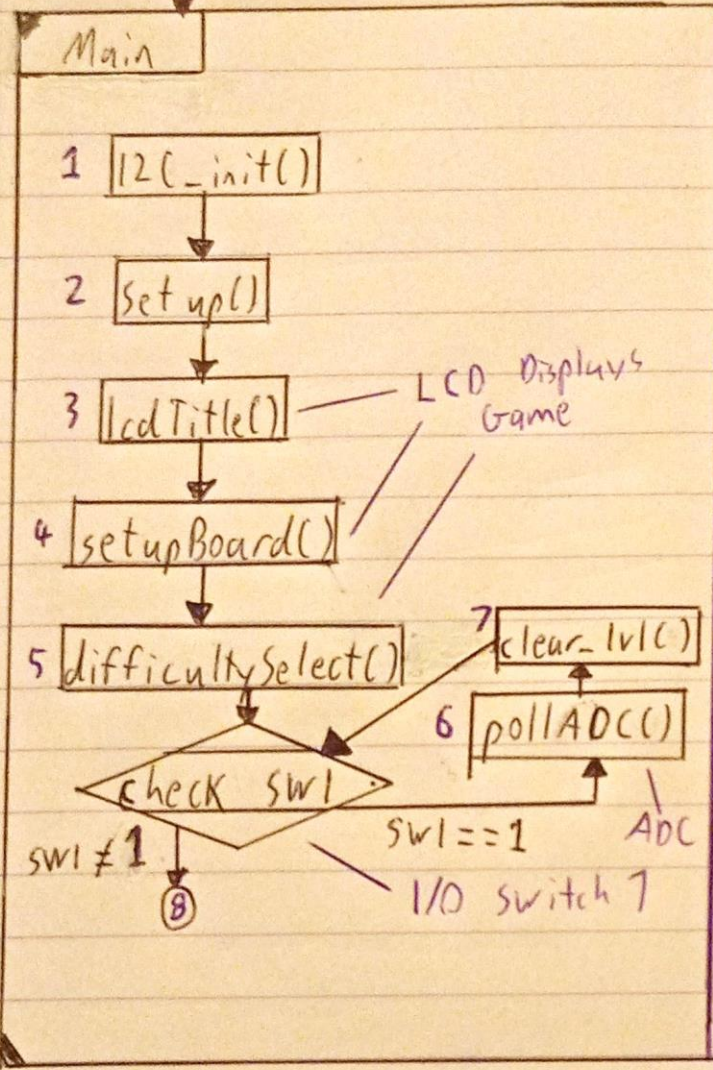 Main
1 I2C_init()
2 Setup()
3 lcdTitle()
LCD Displays
Game
4 setupBoard()
5 difficultySelect()
7 clear_lvl()
6 pollADC()
check SW1
SW1 ≠ 1
SW1 == 1
ADC
8
I/O Switch 1